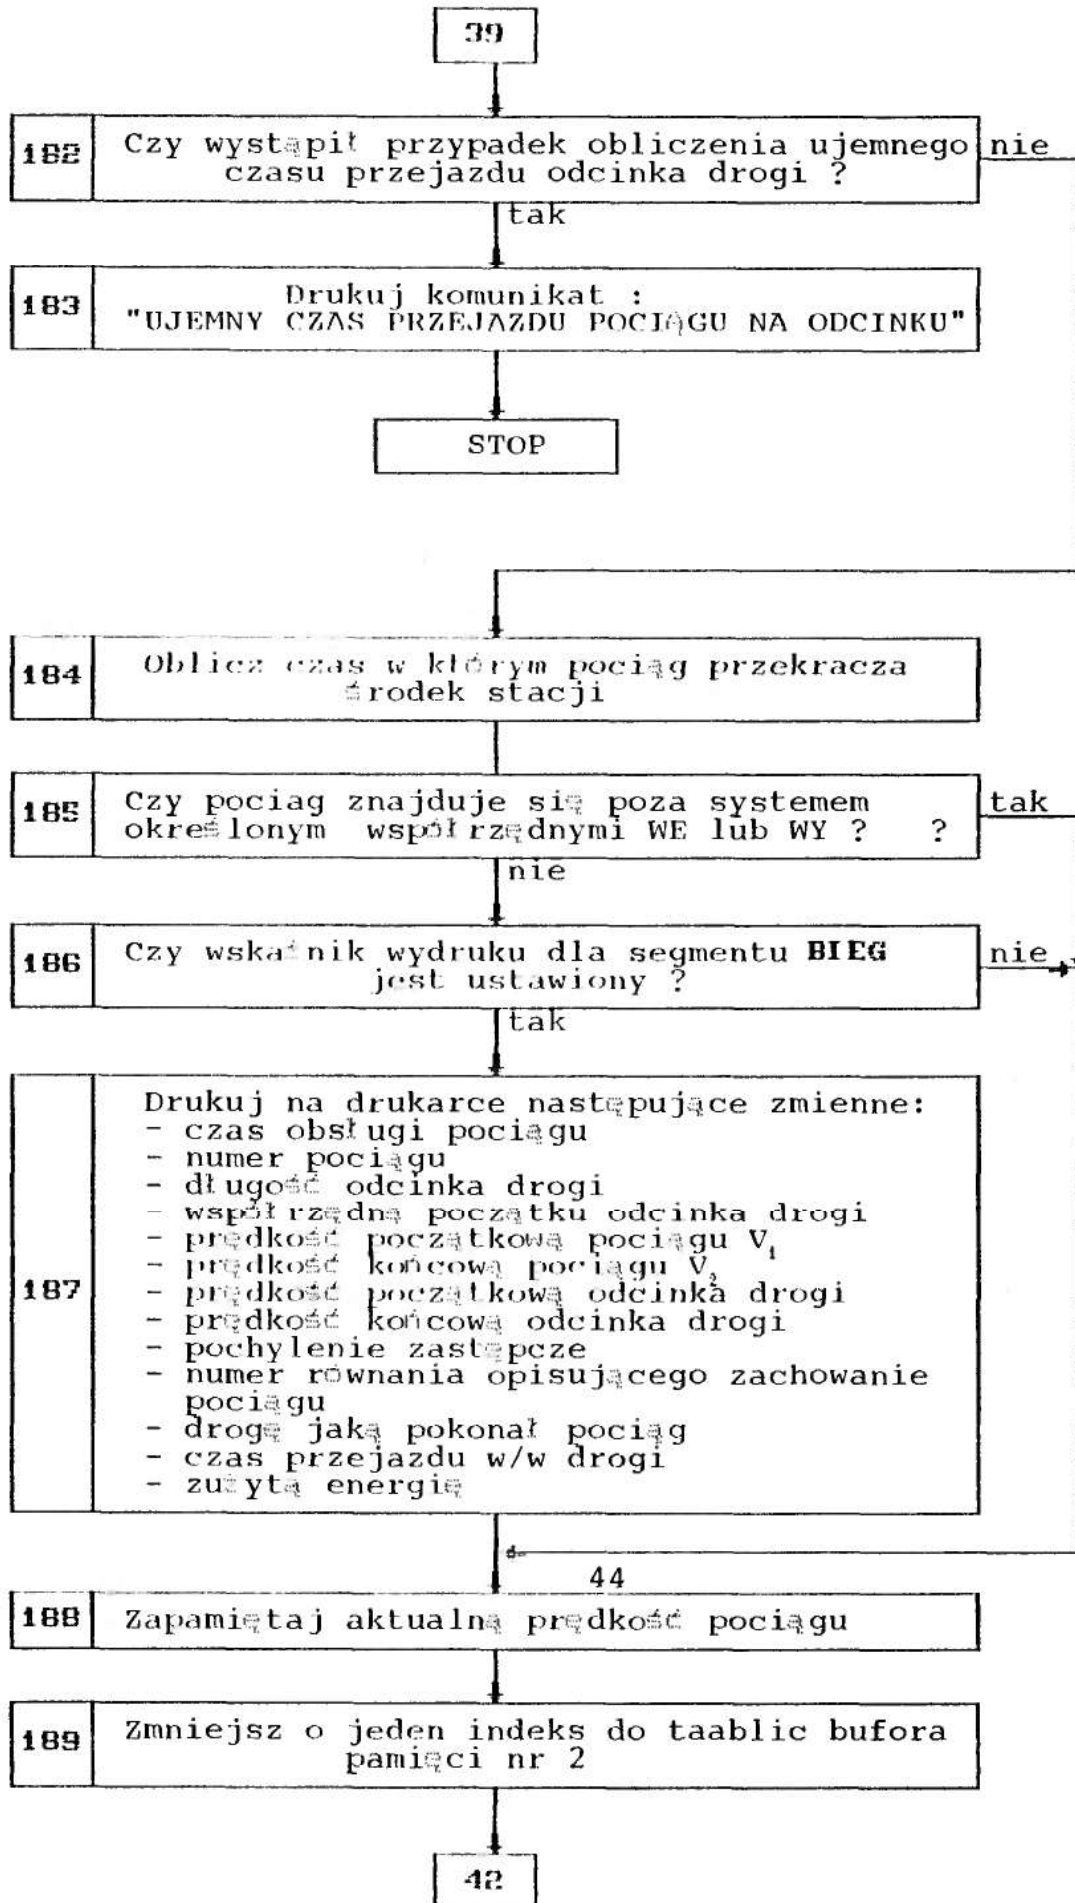 39
182 Czy wystąpił przypadek obliczenia ujemnego nie
czasu przejazdu odcinka drogi ?
tak
183 Drukuj komunikat :
"UJEMNY CZAS PRZEJAZDU POCIĄGU NA ODCINKU"
STOP
184 Oblicz czas w którym pociąg przekracza
środek stacji
185 Czy pociag znajduje się poza systemem tak
określonym współrzędnymi WE lub WY ? ?
nie
186 Czy wskaźnik wydruku dla segmentu BIEG nie
jest ustawiony ?
tak
187 Drukuj na drukarce następujące zmienne:
- czas obsługi pociągu
- numer pociągu
- długość odcinka drogi
- współrzędną początku odcinka drogi
- prędkość początkową pociągu V₁
- prędkość końcową pociągu V₂
- prędkość początkową odcinka drogi
- prędkość końcową odcinka drogi
- pochylenie zastępcze
- numer równania opisującego zachowanie
pociągu
- drogę jaką pokonał pociąg
- czas przejazdu w/w drogi
- zużytą energię
44
188 Zapamiętaj aktualną prędkość pociągu
189 Zmniejsz o jeden indeks do taablic bufora
pamięci nr 2
42